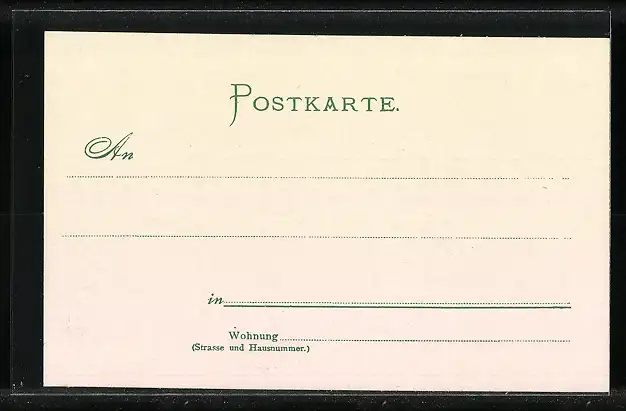 POSTKARTE.
An
in
Wohnung
(Strasse und Hausnummer.)